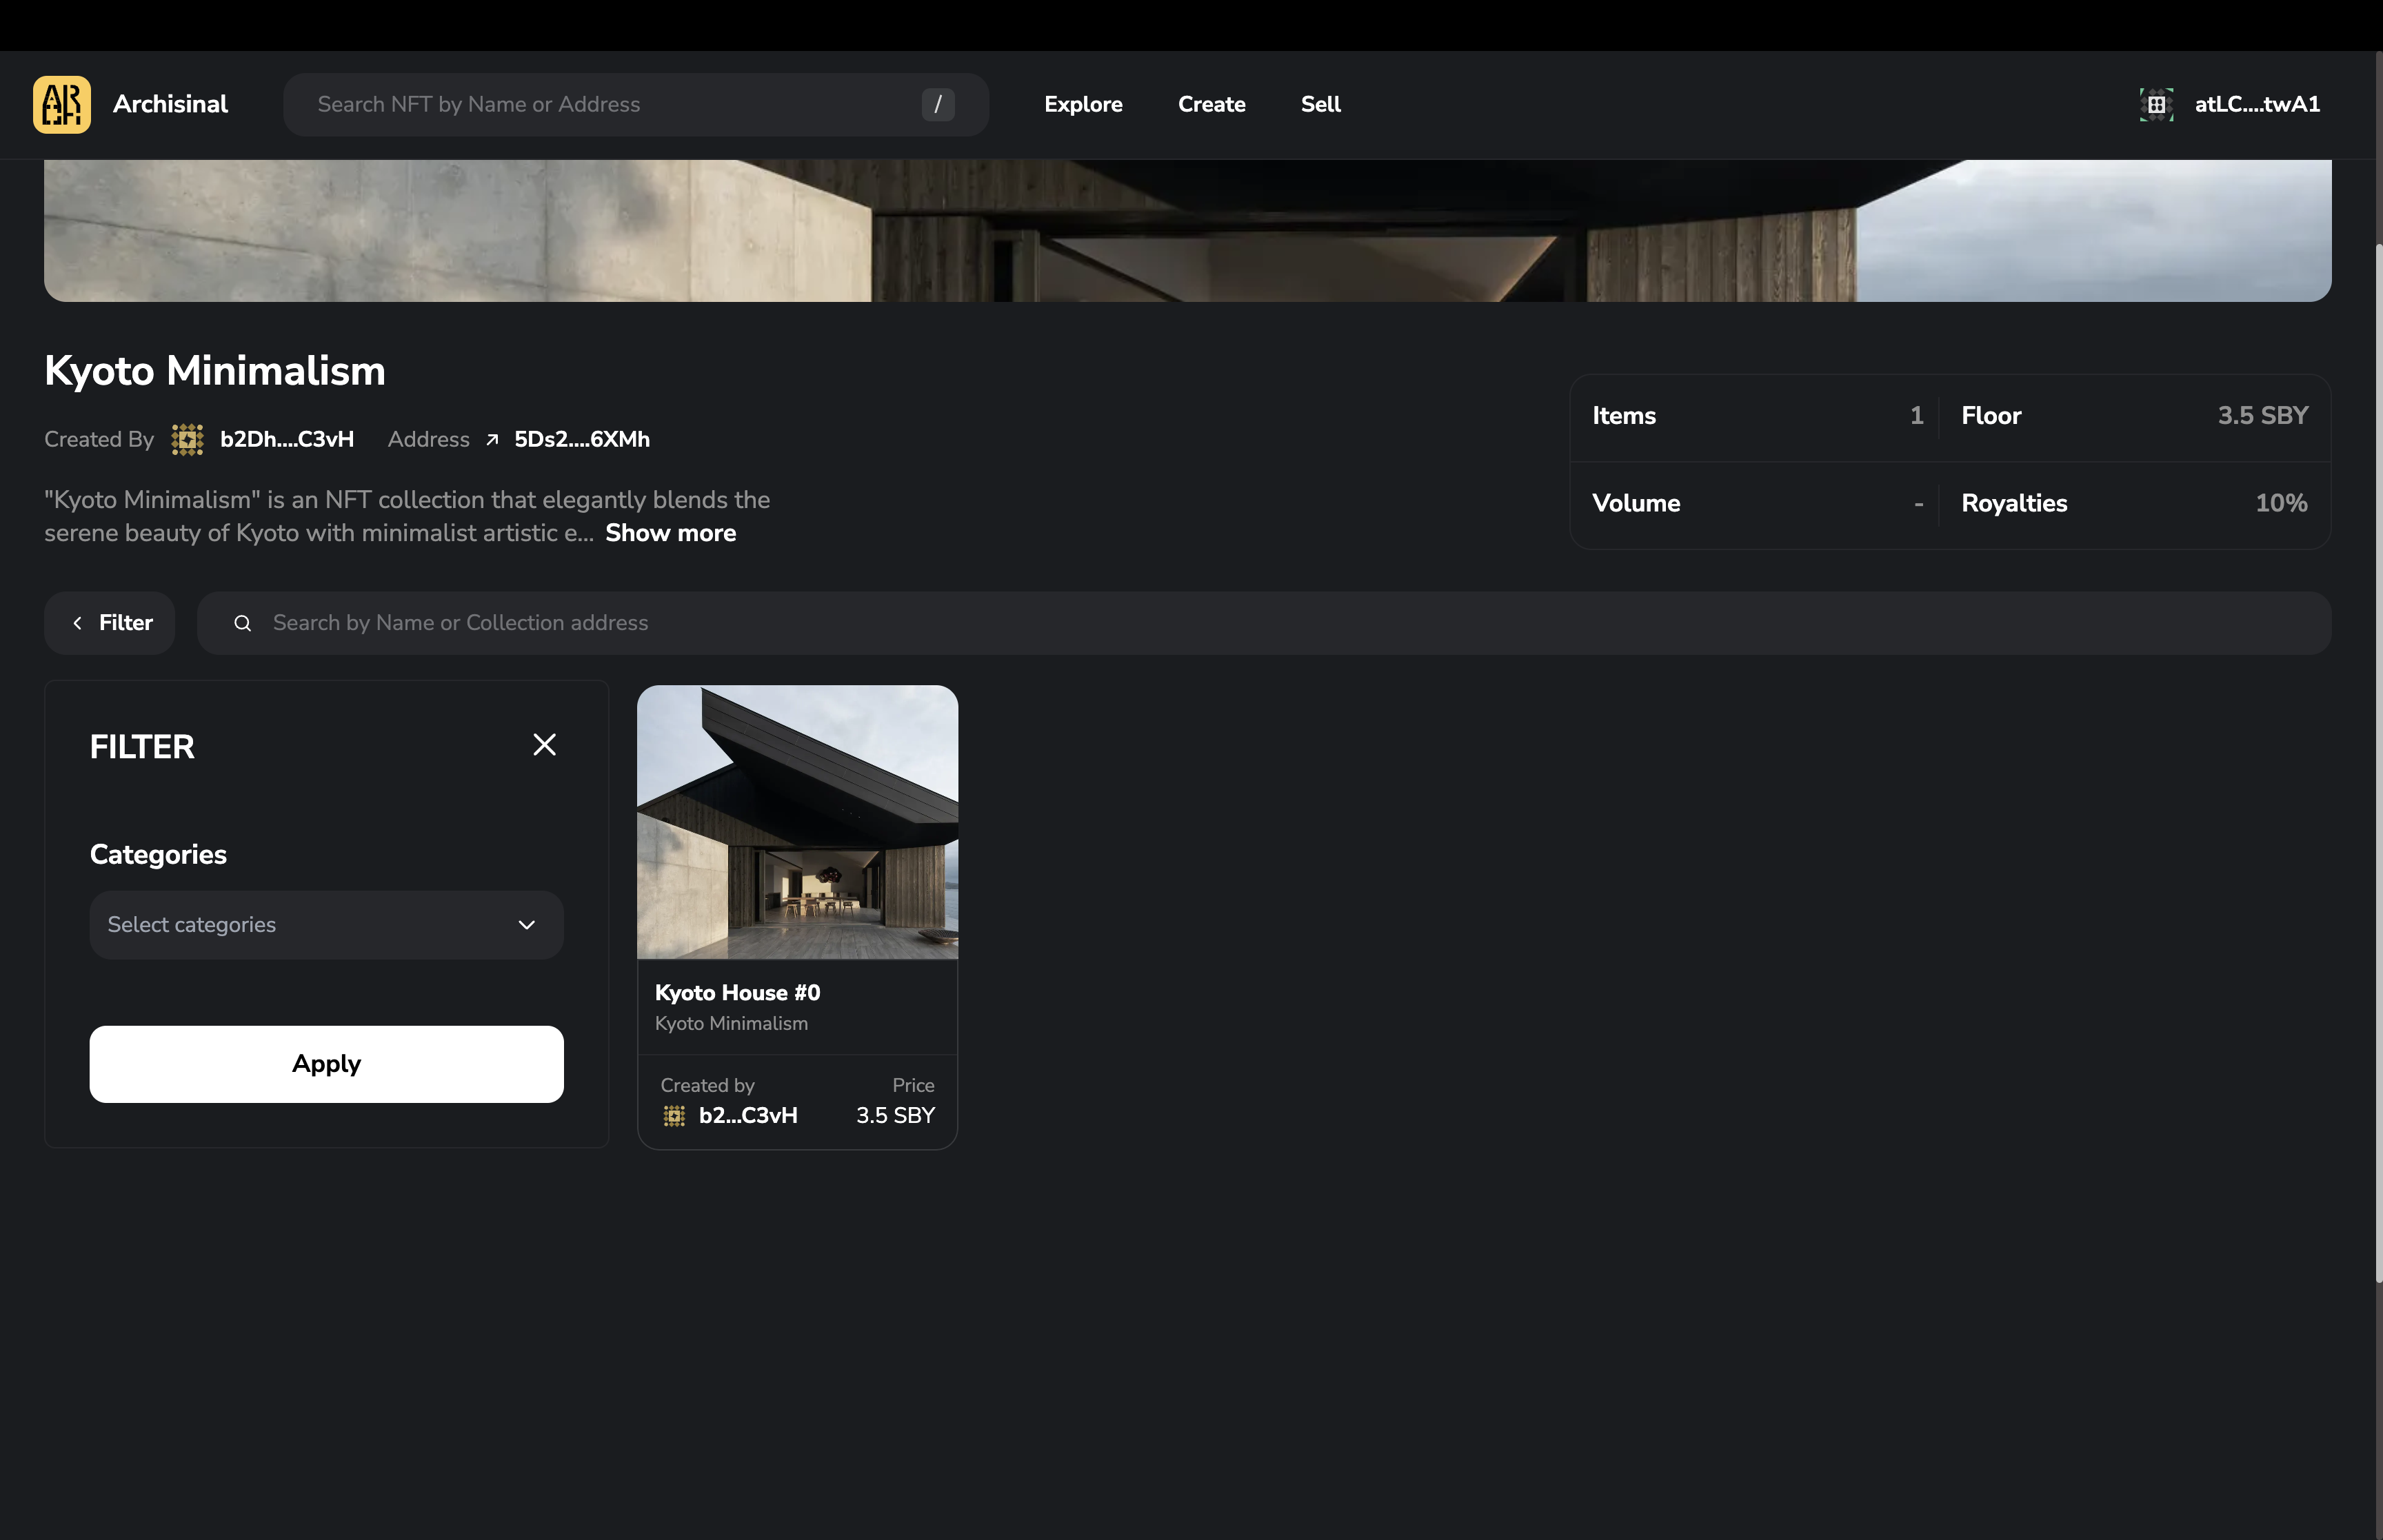 Archisinal
Search NFT by Name or Address
/
Explore
Create
Sell
atLC....twA1
Kyoto Minimalism
Created By b2Dh....C3vH Address 5Ds2....6XMh
"Kyoto Minimalism" is an NFT collection that elegantly blends the
serene beauty of Kyoto with minimalist artistic e... Show more
Items 1
Floor 3.5 SBY
Volume -
Royalties 10%
Filter
Search by Name or Collection address
FILTER
Categories
Select categories
Apply
Kyoto House #0
Kyoto Minimalism
Created by Price
b2...C3vH 3.5 SBY